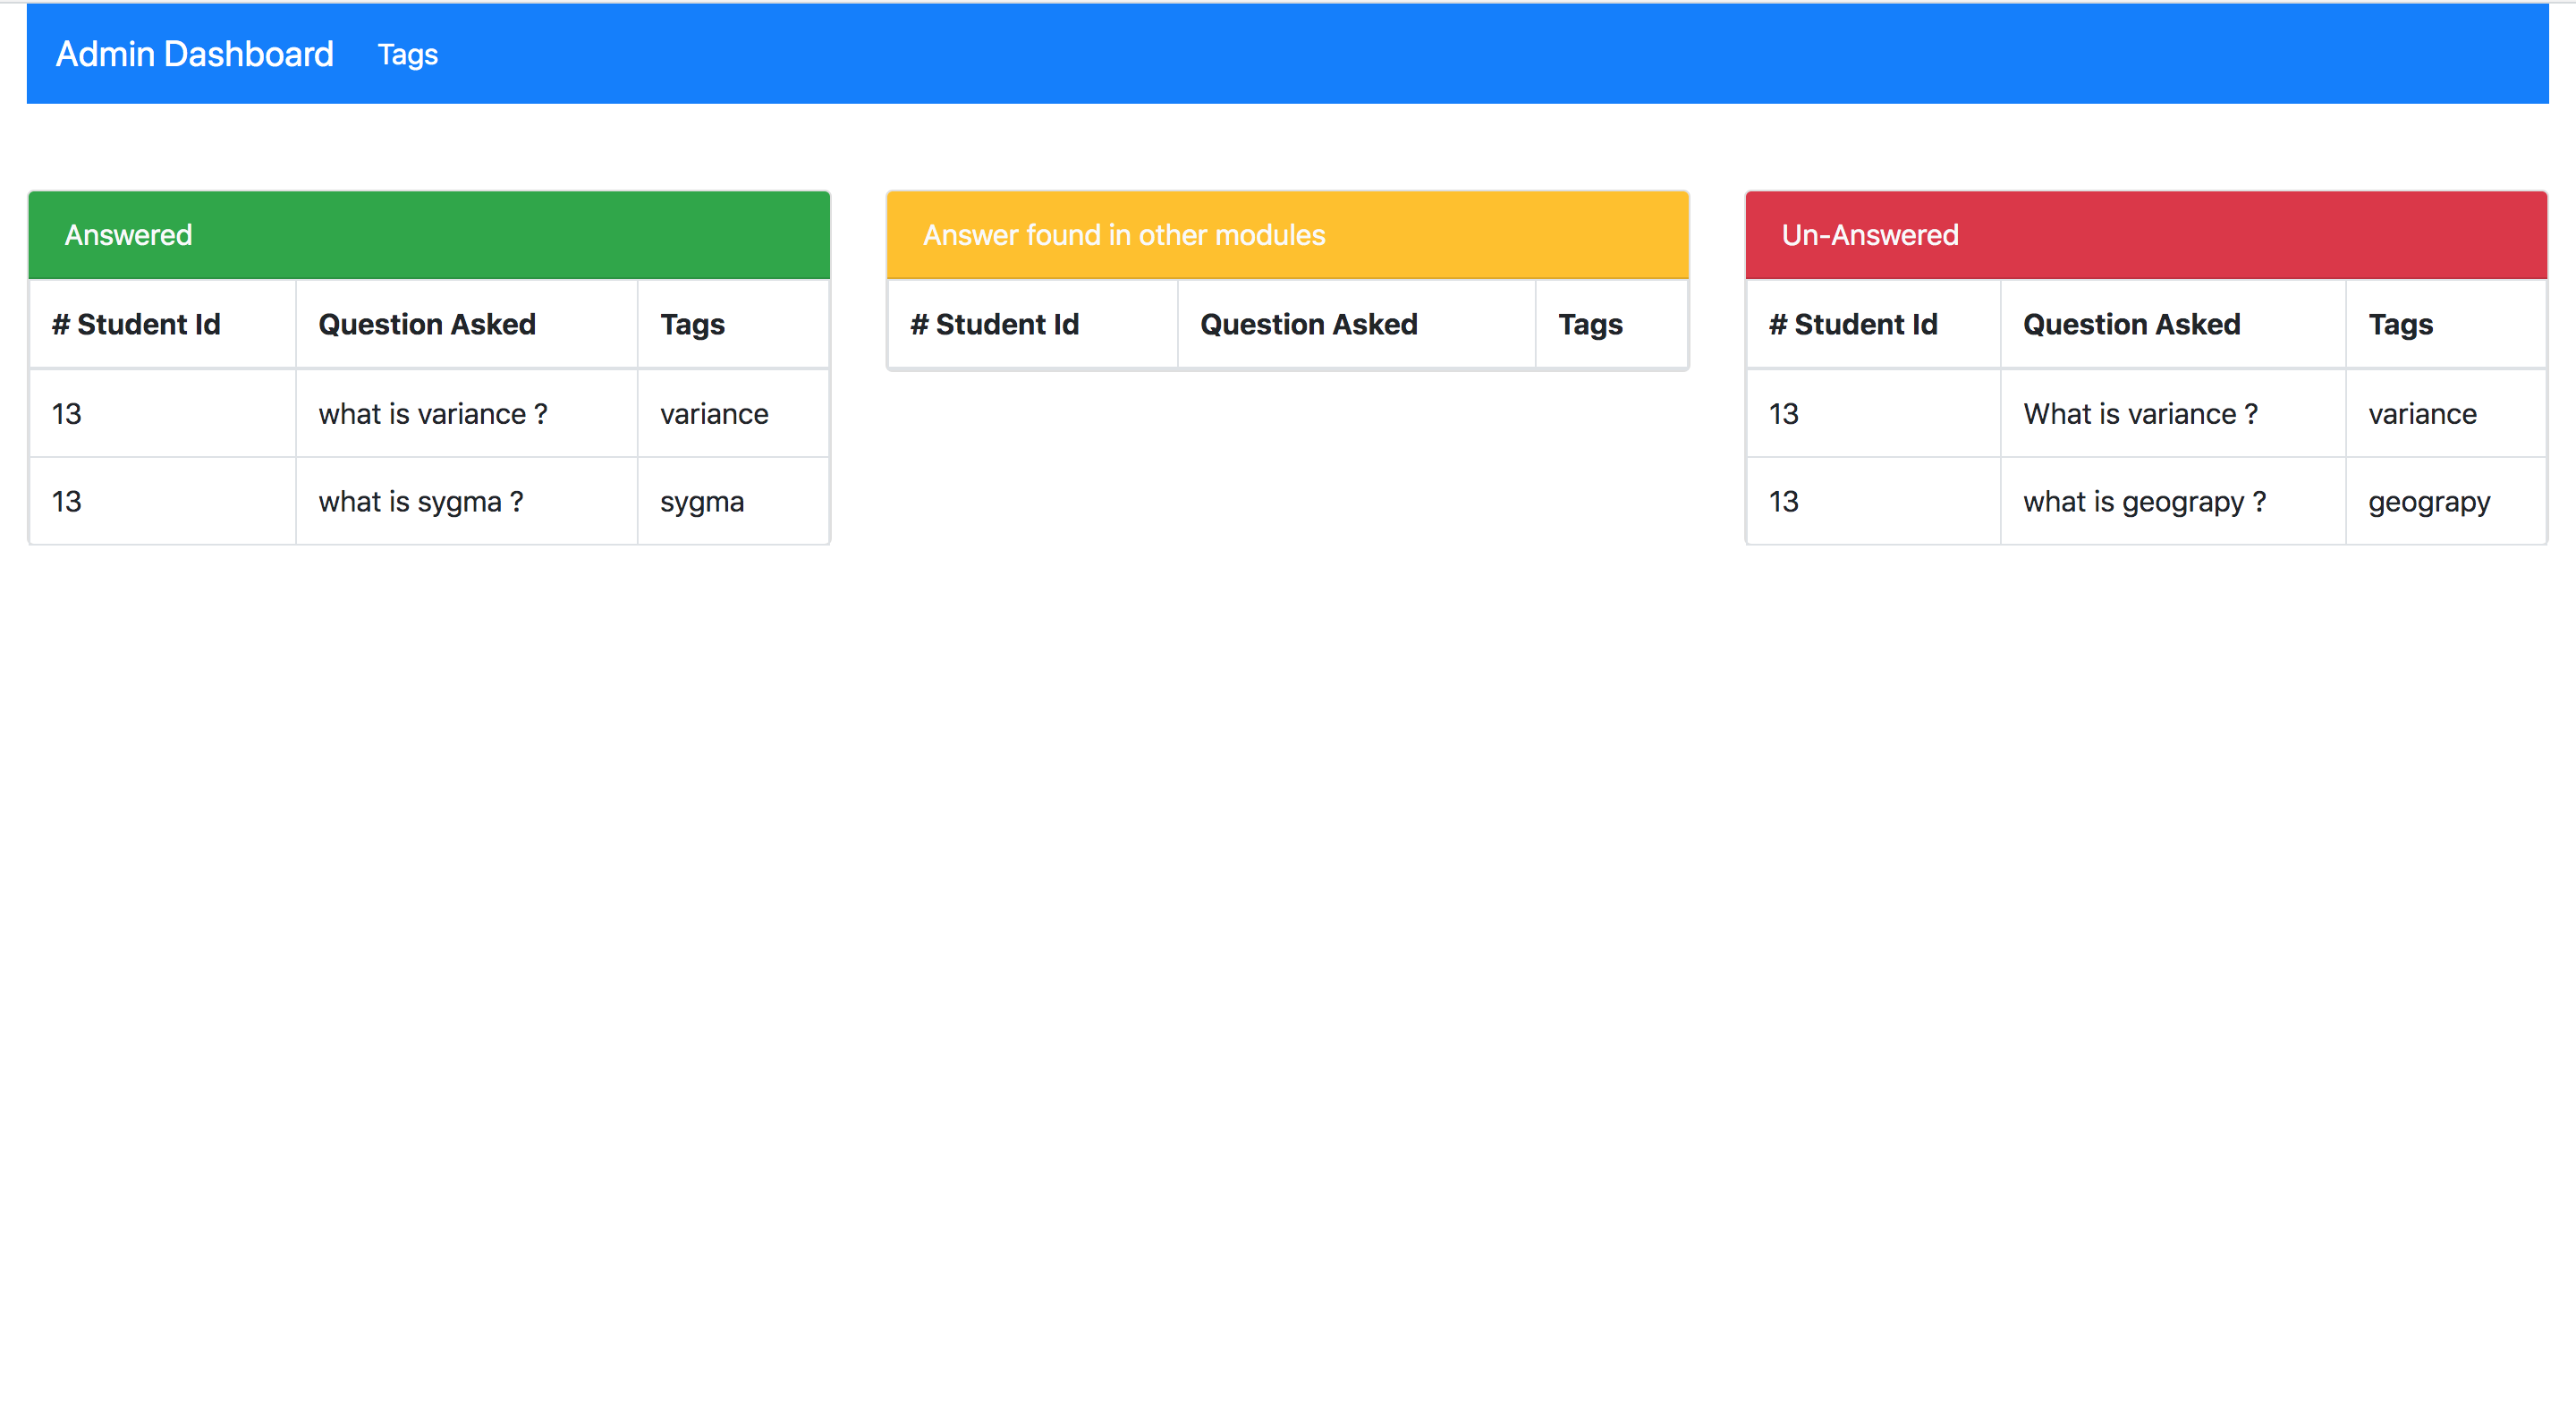 Admin Dashboard Tags
Answered
# Student Id Question Asked Tags
13 what is variance ? variance
13 what is sygma ? sygma
Answer found in other modules
# Student Id Question Asked Tags
Un-Answered
# Student Id Question Asked Tags
13 What is variance ? variance
13 what is geograpy ? geograpy